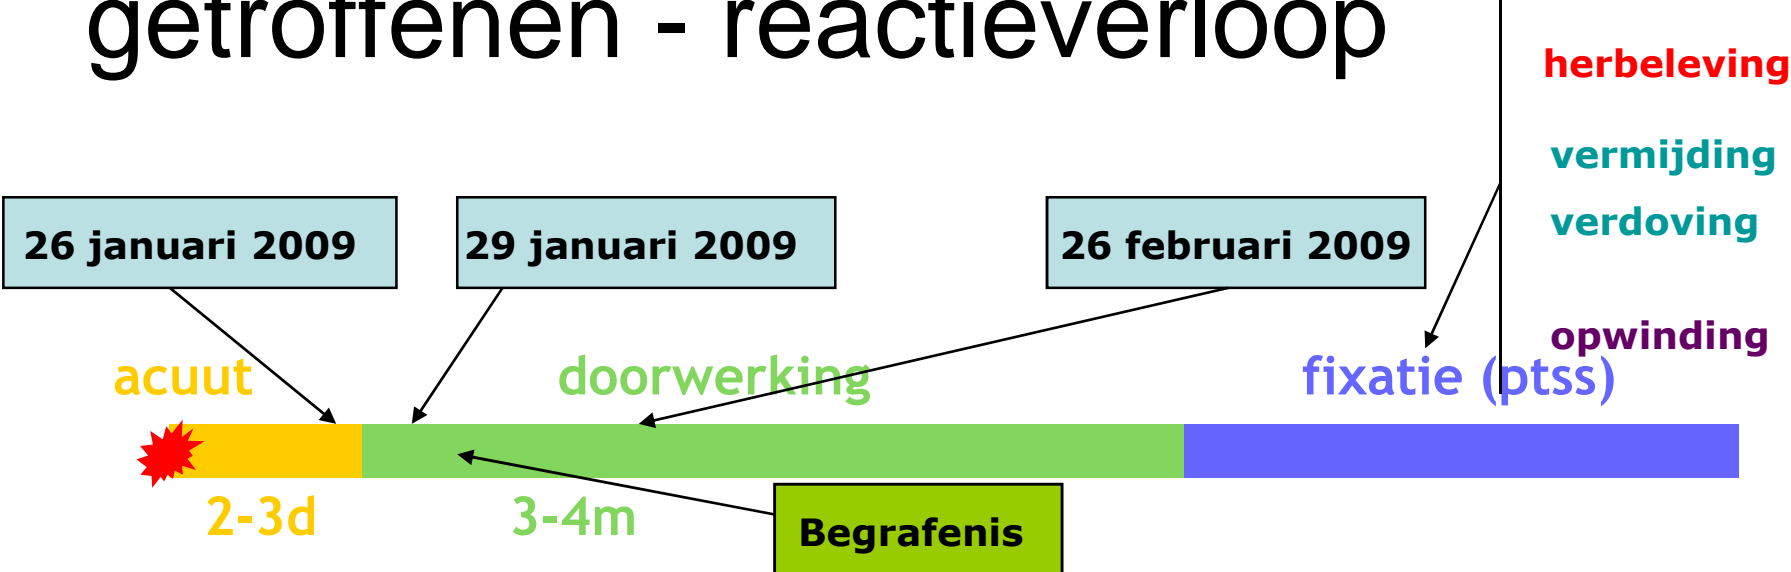 getroffenen - reactieverloop
herbeleving
vermijding
verdoving
opwinding
26 januari 2009
29 januari 2009
26 februari 2009
acuut
doorwerking
fixatie (ptss)
2-3d
3-4m
Begrafenis